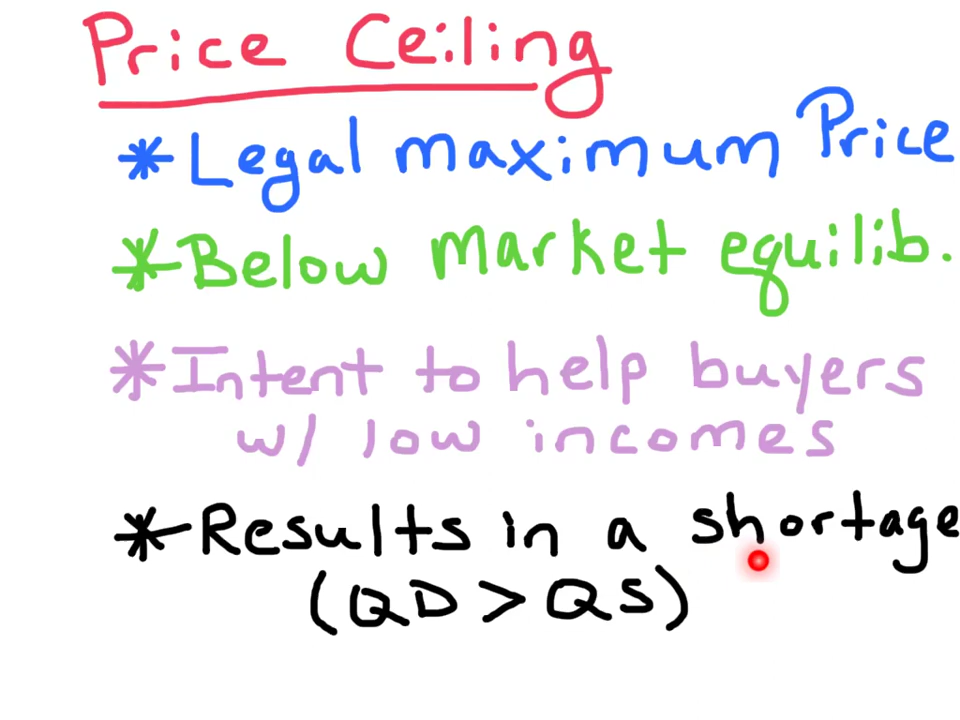 Price Ceiling
* Legal maximum Price
* Below market equilib.
* Intent to help buyers
w/ low incomes
* Results in a shortage
(QD > QS)